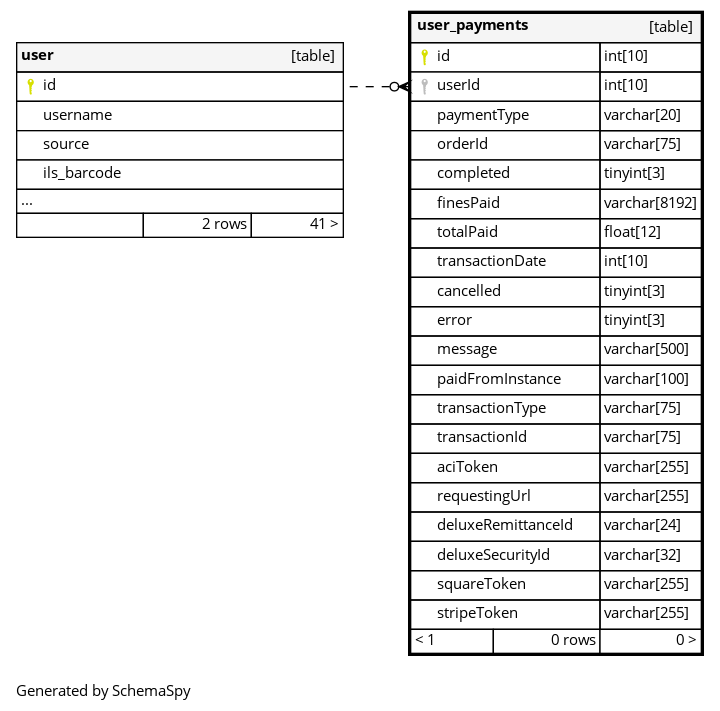 user [table]
id
username
source
ils_barcode
...
2 rows 41 >
user_payments [table]
id int[10]
userId int[10]
paymentType varchar[20]
orderId varchar[75]
completed tinyint[3]
finesPaid varchar[8192]
totalPaid float[12]
transactionDate int[10]
cancelled tinyint[3]
error tinyint[3]
message varchar[500]
paidFromInstance varchar[100]
transactionType varchar[75]
transactionId varchar[75]
aciToken varchar[255]
requestingUrl varchar[255]
deluxeRemittanceId varchar[24]
deluxeSecurityId varchar[32]
squareToken varchar[255]
stripeToken varchar[255]
< 1 0 rows 0 >
Generated by SchemaSpy